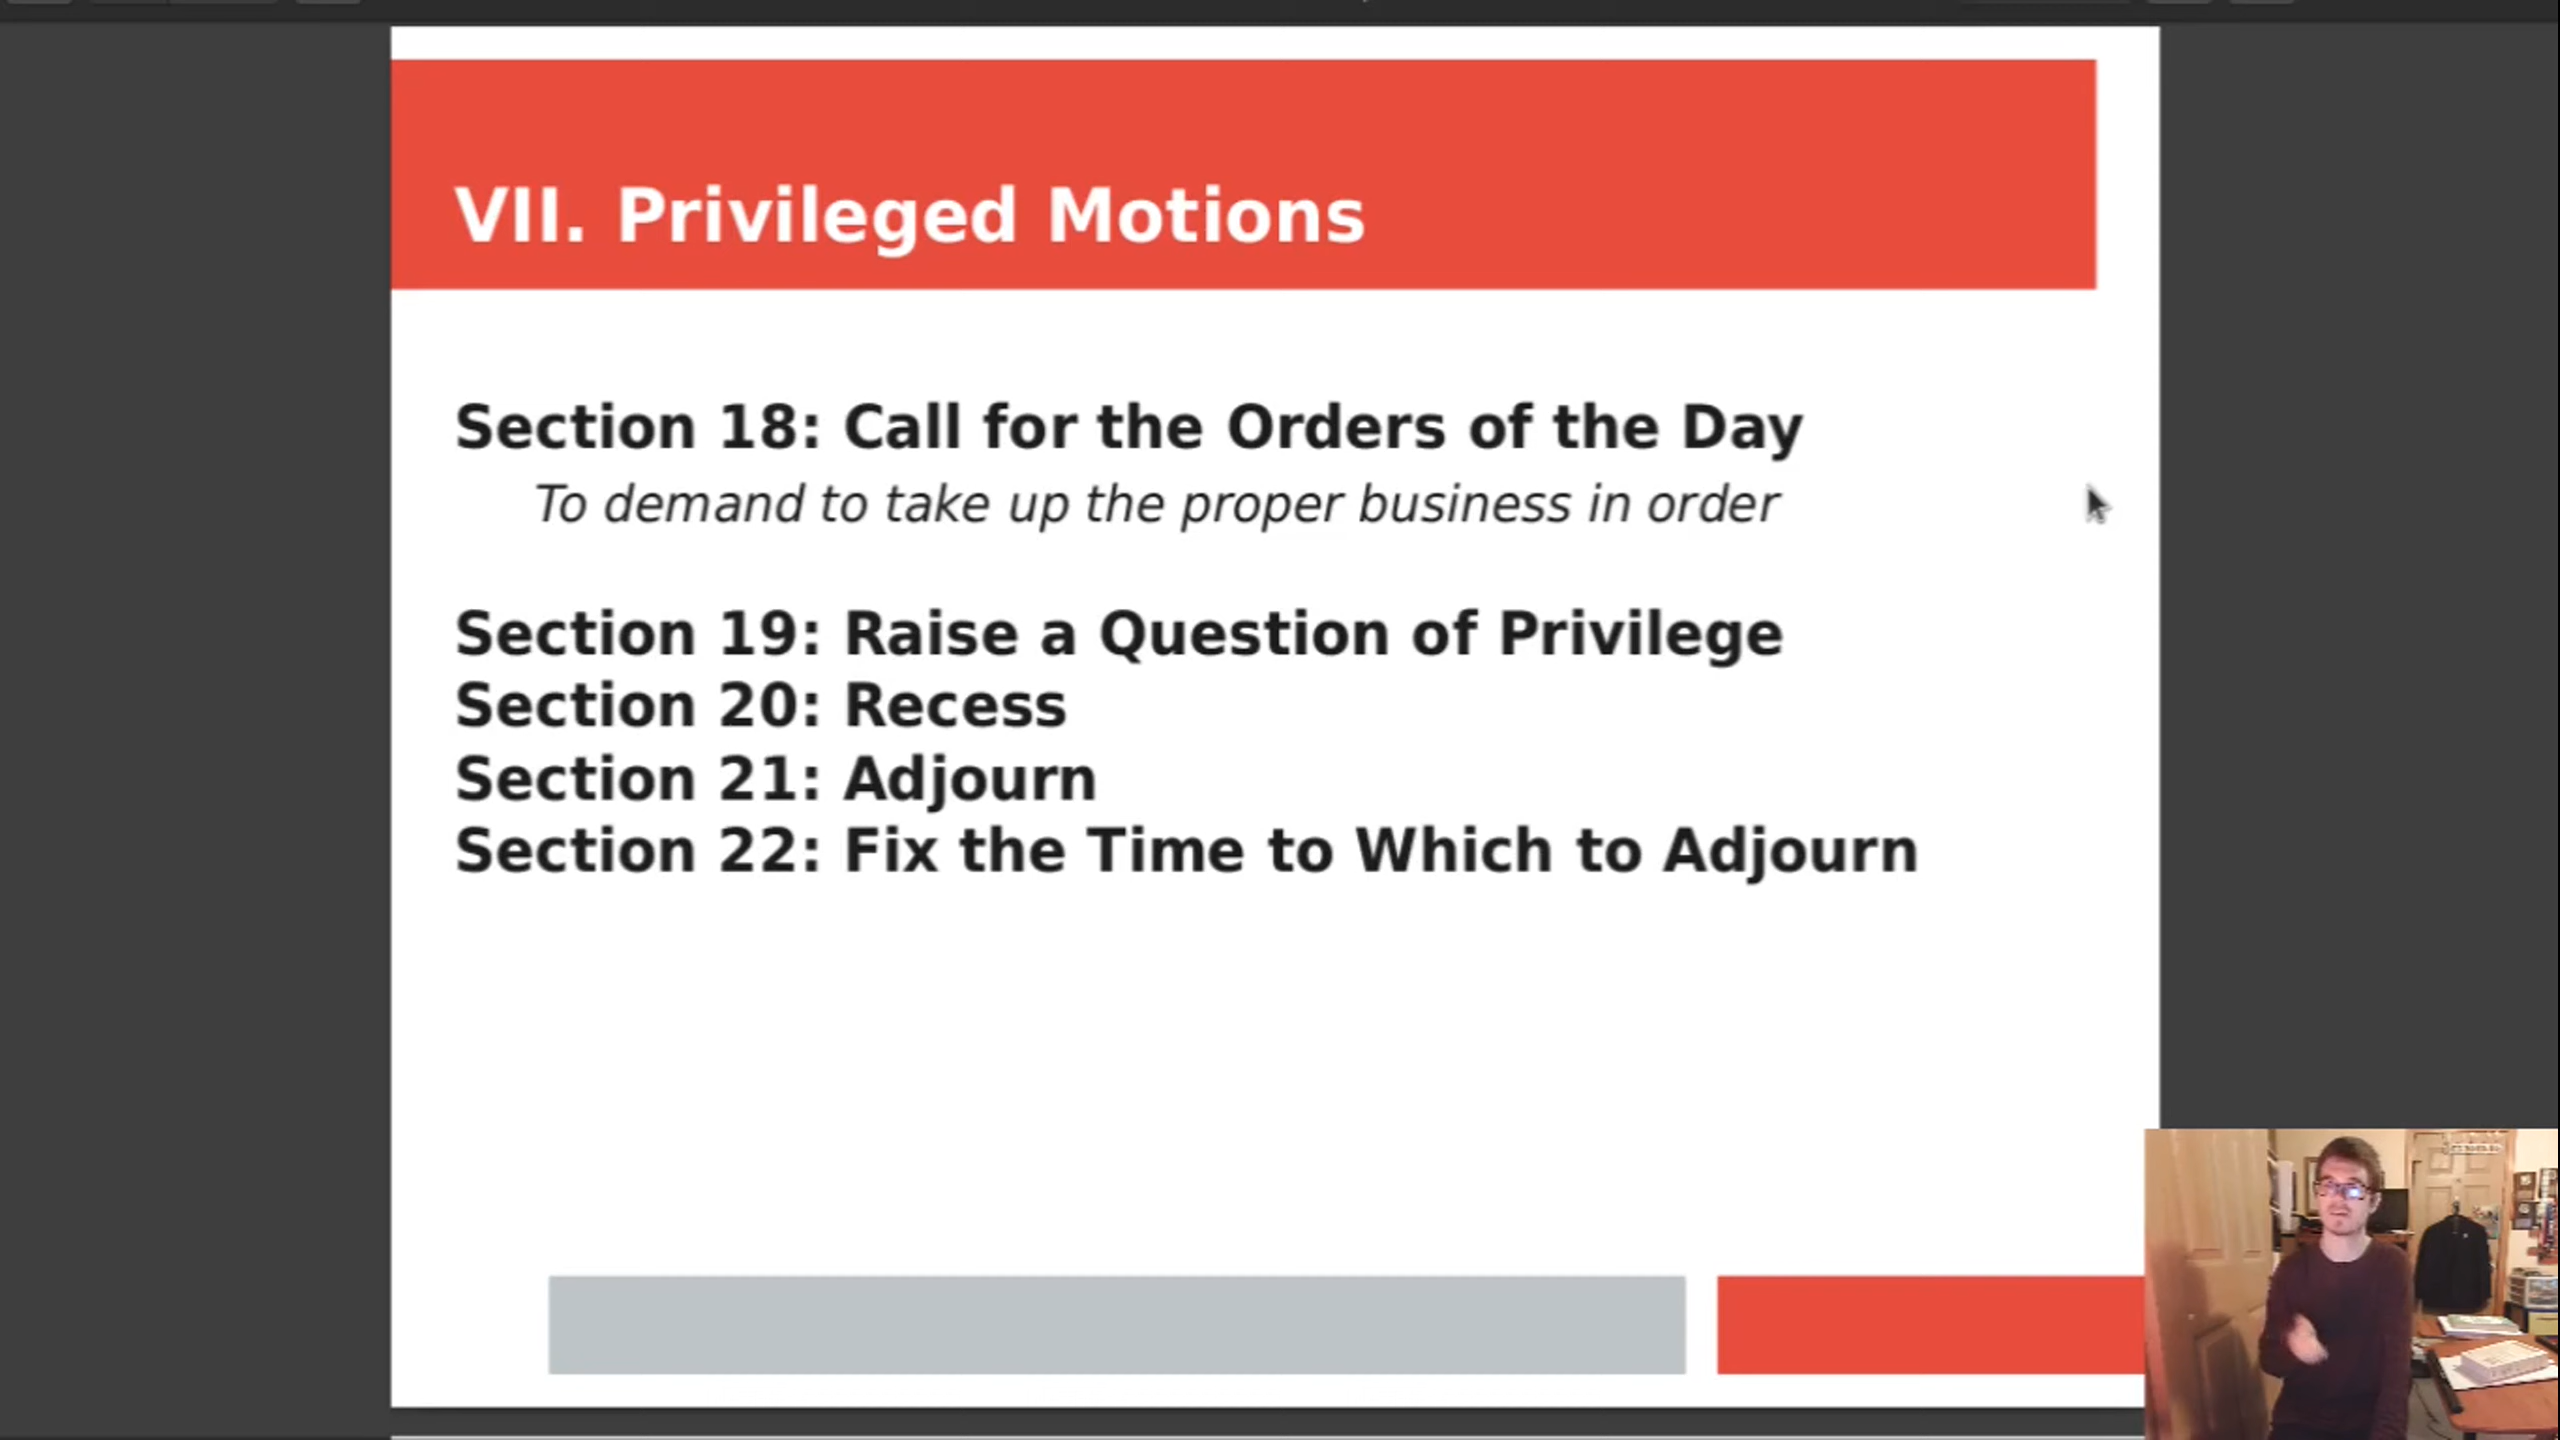 VII. Privileged Motions
Section 18: Call for the Orders of the Day
To demand to take up the proper business in order
Section 19: Raise a Question of Privilege
Section 20: Recess
Section 21: Adjourn
Section 22: Fix the Time to Which to Adjourn